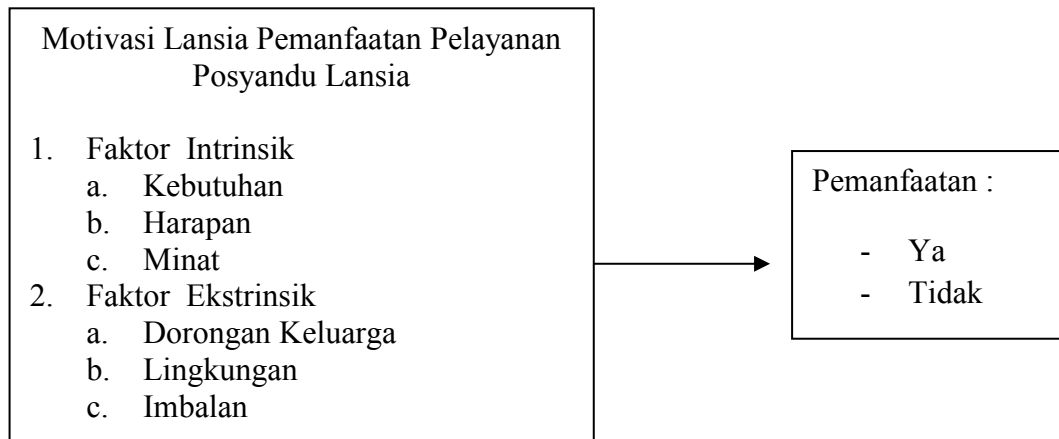 Motivasi Lansia Pemanfaatan Pelayanan
Posyandu Lansia
1. Faktor Intrinsik
a. Kebutuhan
b. Harapan
c. Minat
2. Faktor Ekstrinsik
a. Dorongan Keluarga
b. Lingkungan
c. Imbalan
Pemanfaatan :
- Ya
- Tidak